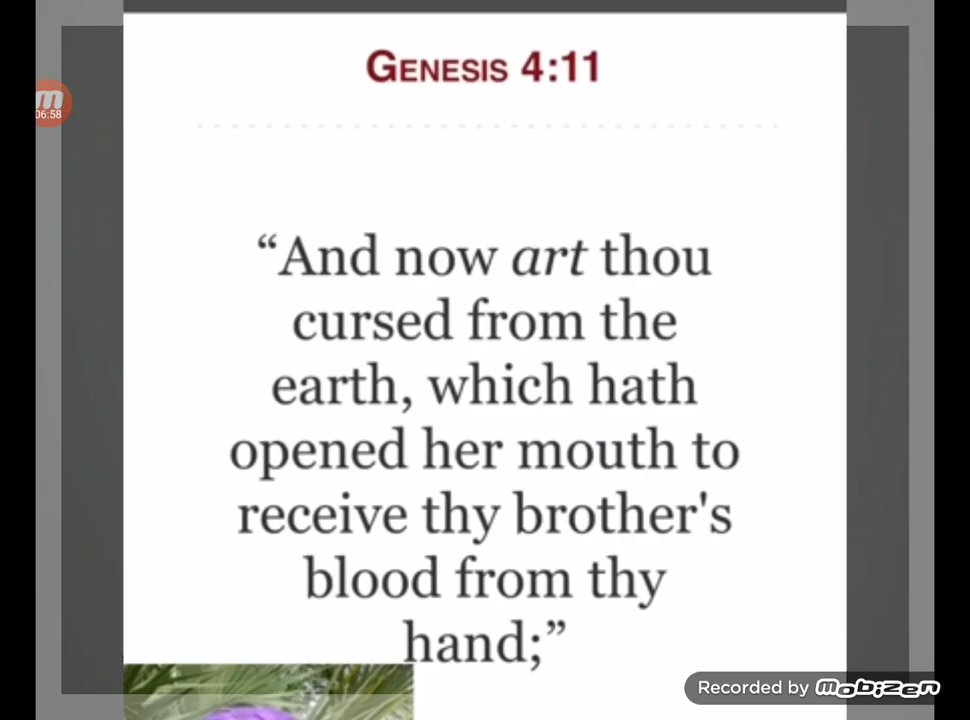 GENESIS 4:11
06:58
“And now art thou
cursed from the
earth, which hath
opened her mouth to
receive thy brother's
blood from thy
hand;”
Recorded by mobizen